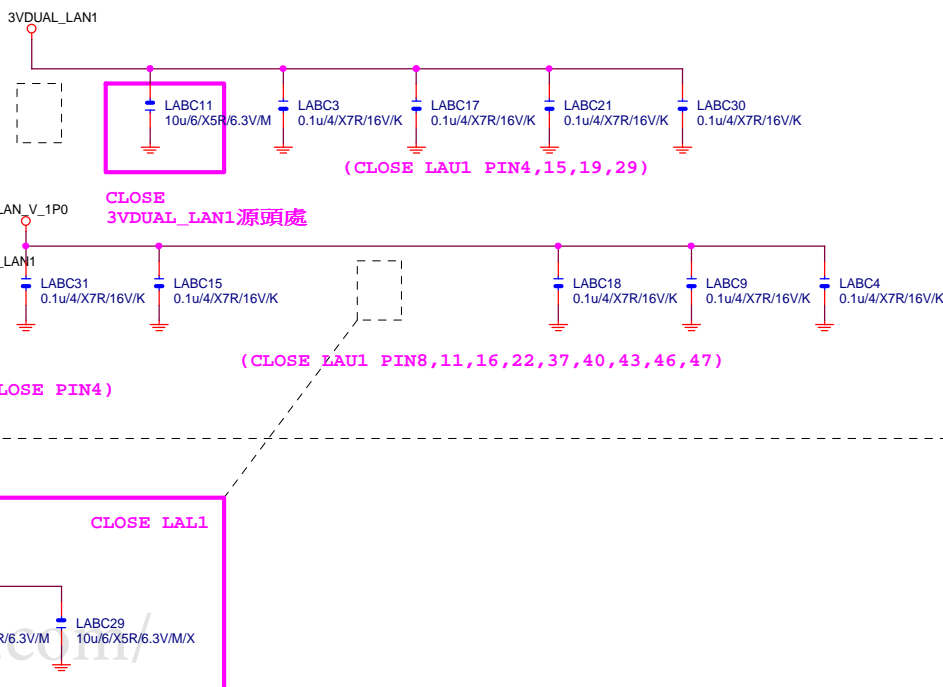 3VDUAL_LAN1
LABC11
10u/6/X5R/6.3V/M
LABC3
0.1u/4/X7R/16V/K
LABC17
0.1u/4/X7R/16V/K
LABC21
0.1u/4/X7R/16V/K
LABC30
0.1u/4/X7R/16V/K
(CLOSE LAU1 PIN4,15,19,29)
CLOSE
3VDUAL_LAN1源頭處
LAN_V_1P0
_LAN1
LABC31
0.1u/4/X7R/16V/K
LABC15
0.1u/4/X7R/16V/K
LABC18
0.1u/4/X7R/16V/K
LABC9
0.1u/4/X7R/16V/K
LABC4
0.1u/4/X7R/16V/K
(CLOSE LAU1 PIN8,11,16,22,37,40,43,46,47)
LOSE PIN4)
CLOSE LAL1
R/6.3V/M
LABC29
10u/6/X5R/6.3V/M/X
.com/